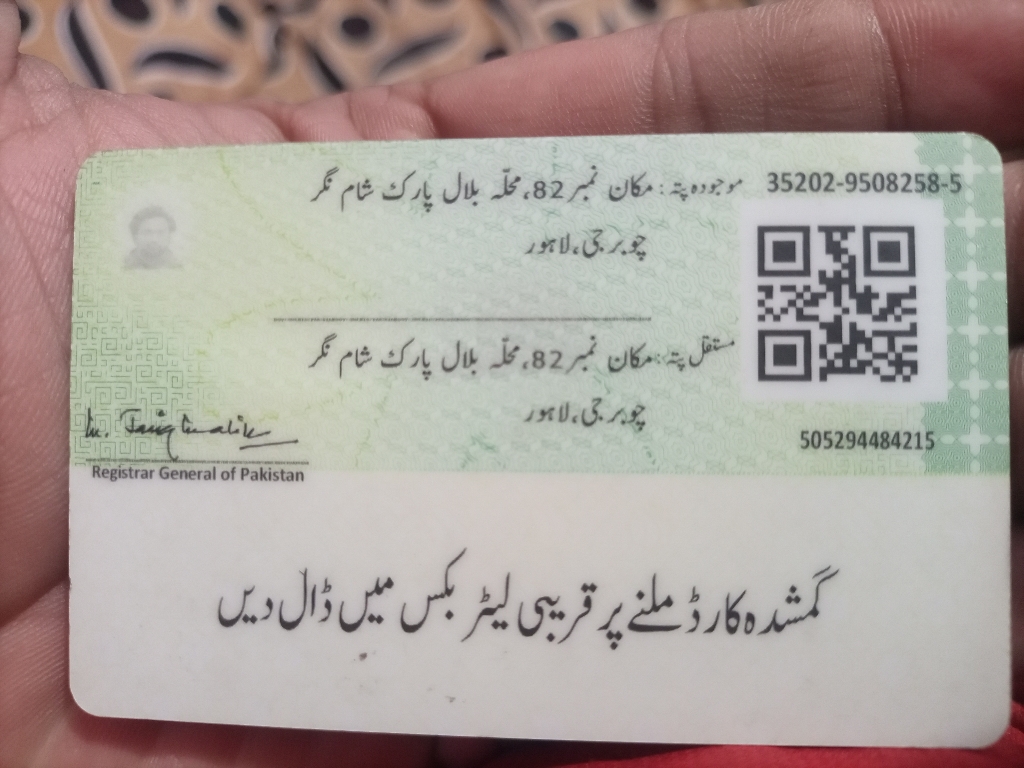 35202-9508258-5
موجودہ پتہ: مکان نمبر 82، محلّہ بلال پارک شام نگر
چوبرجی، لاہور
مستقل پتہ: مکان نمبر 82، محلّہ بلال پارک شام نگر
چوبرجی، لاہور
505294484215
Registrar General of Pakistan
گمشدہ کارڈ ملنے پر قریبی لیٹر بکس میں ڈال دیں